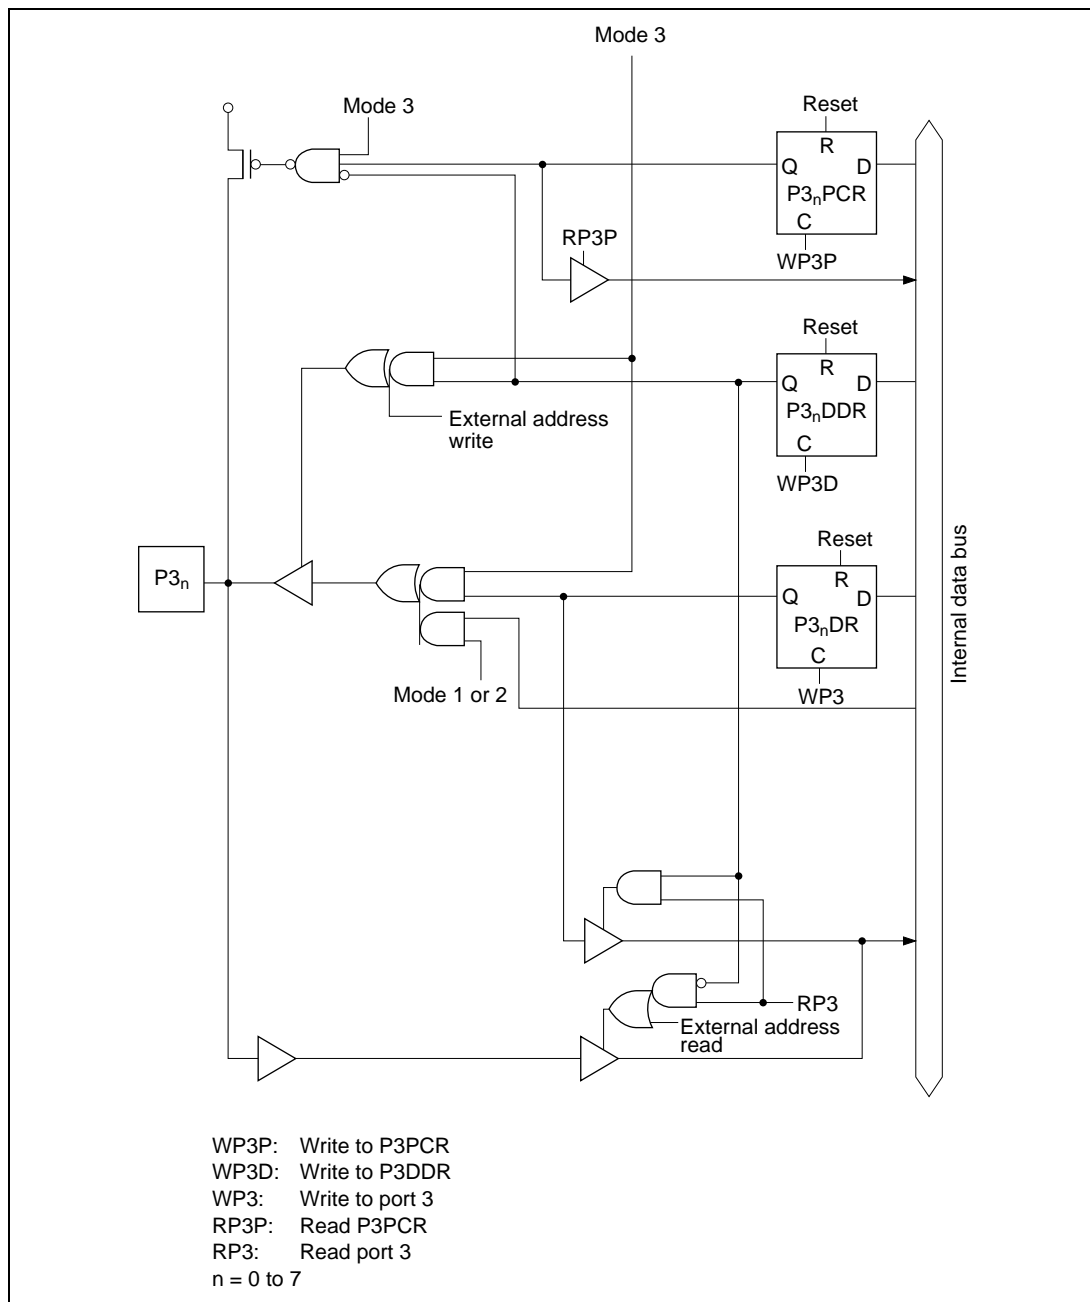 Mode 3
Mode 3
Reset
R
Q D
P3nPCR
C
WP3P
RP3P
Reset
R
Q D
P3nDDR
C
WP3D
External address
write
Reset
R
Q D
P3nDR
C
WP3
P3n
Mode 1 or 2
Internal data bus
RP3
External address
read
WP3P: Write to P3PCR
WP3D: Write to P3DDR
WP3: Write to port 3
RP3P: Read P3PCR
RP3: Read port 3
n = 0 to 7